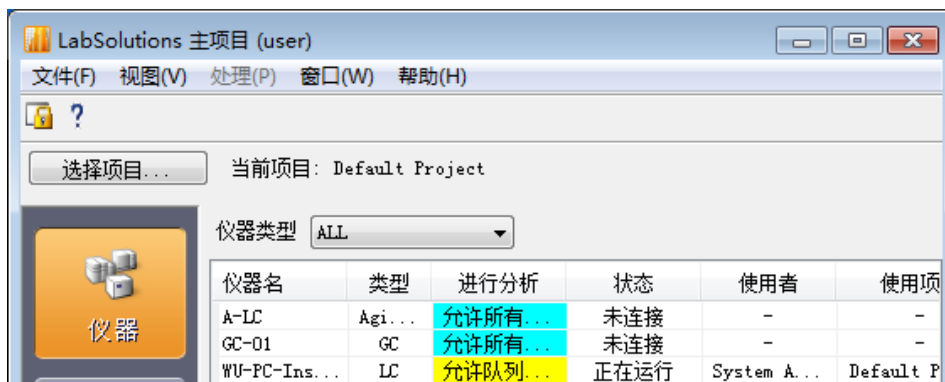 LabSolutions 主项目 (user)
文件(F) 视图(V) 处理(P) 窗口(W) 帮助(H)
?
选择项目... 当前项目: Default Project
仪器类型 ALL
仪器
仪器名 类型 进行分析 状态 使用者 使用项
A-LC Agi... 允许所有... 未连接 - -
GC-01 GC 允许所有... 未连接 - -
WU-PC-Ins... LC 允许队列... 正在运行 System A... Default P